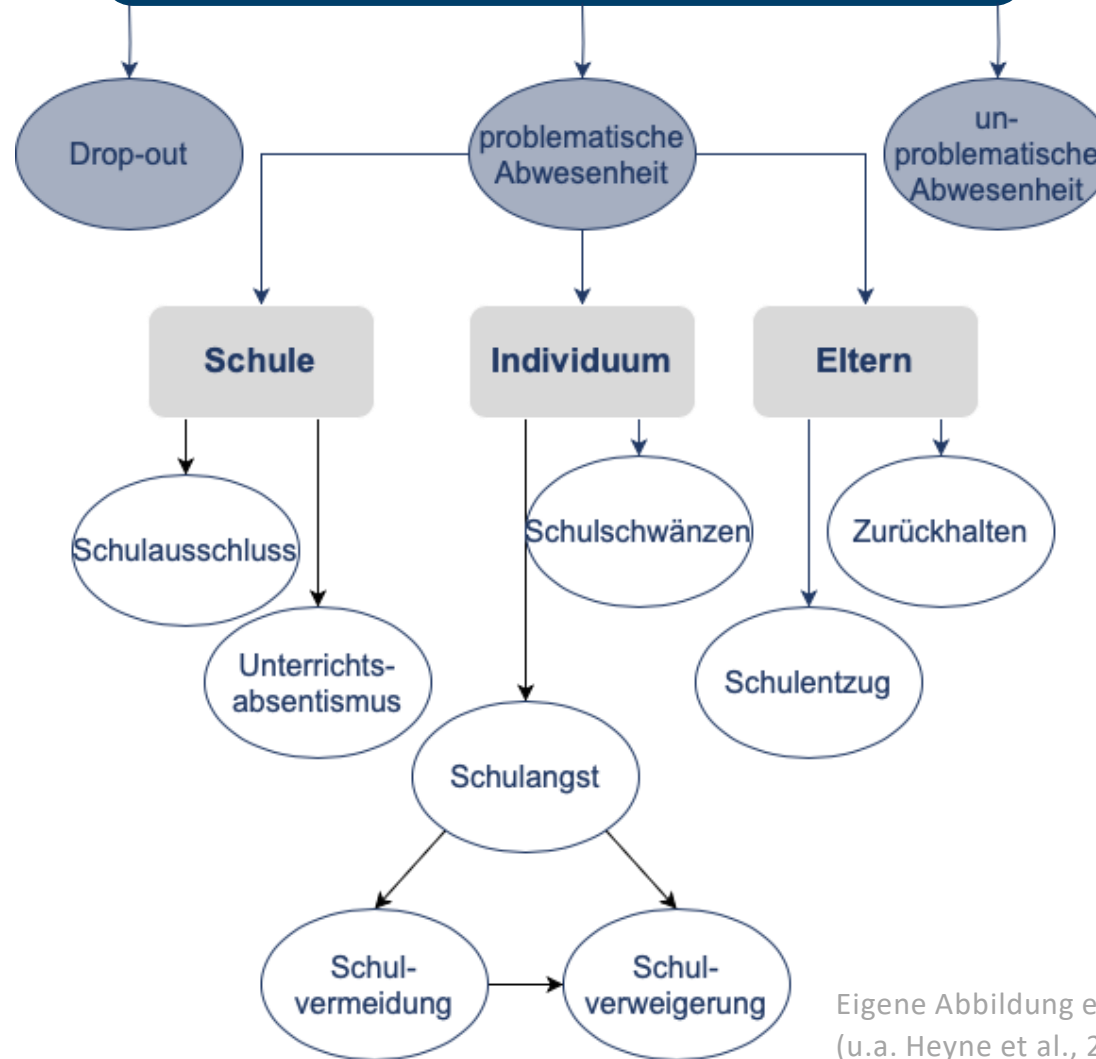 Drop-out
problematische
Abwesenheit
un-
problematische
Abwesenheit
Schule
Individuum
Eltern
Schulausschluss
Schulschwänzen
Zurückhalten
Unterrichts-
absentismus
Schulentzug
Schulangst
Schul-
vermeidung
Schul-
verweigerung
Eigene Abbildung
(u.a. Heyne et al.,